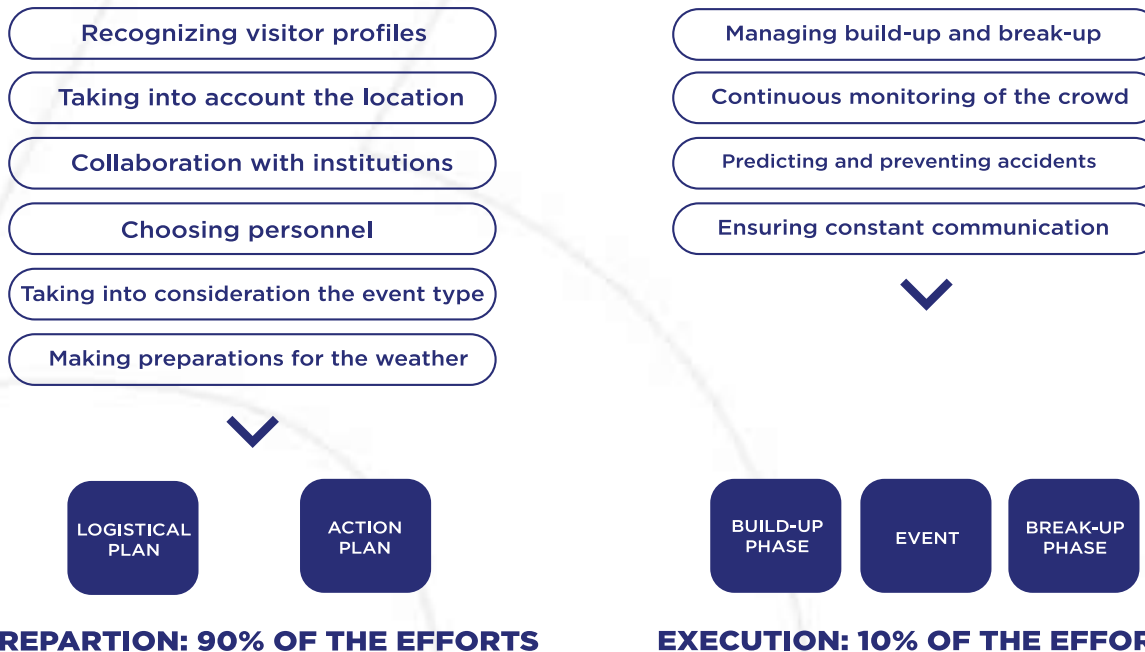 Recognizing visitor profiles
Taking into account the location
Collaboration with institutions
Choosing personnel
Taking into consideration the event type
Making preparations for the weather
LOGISTICAL
PLAN
ACTION
PLAN
REPARTION: 90% OF THE EFFORTS
Managing build-up and break-up
Continuous monitoring of the crowd
Predicting and preventing accidents
Ensuring constant communication
BUILD-UP
PHASE
EVENT
BREAK-UP
PHASE
EXECUTION: 10% OF THE EFFOR